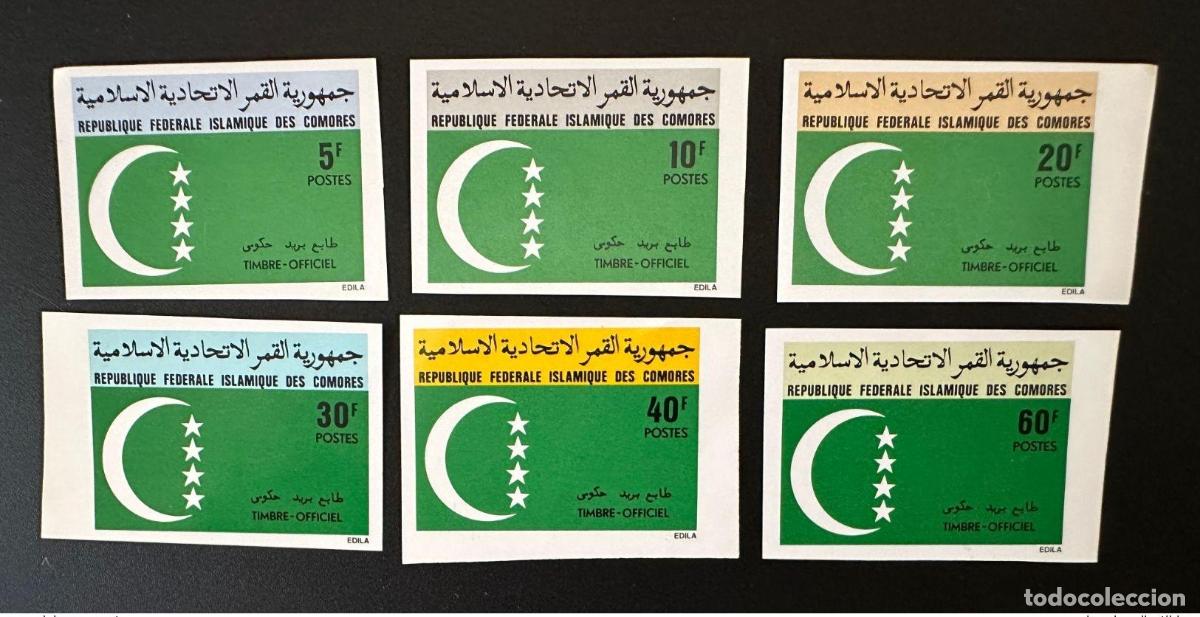 جمهورية القمر الاتحادية الاسلامية
REPUBLIQUE FEDERALE ISLAMIQUE DES COMORES
5F
POSTES
طابع بريد حكومى
TIMBRE-OFFICIEL
EDILA
جمهورية القمر الاتحادية الاسلامية
REPUBLIQUE FEDERALE ISLAMIQUE DES COMORES
10F
POSTES
طابع بريد حكومى
TIMBRE-OFFICIEL
EDILA
جمهورية القمر الاتحادية الاسلامية
REPUBLIQUE FEDERALE ISLAMIQUE DES COMORES
20F
POSTES
طابع بريد حكومى
TIMBRE-OFFICIEL
EDILA
جمهورية القمر الاتحادية الاسلامية
REPUBLIQUE FEDERALE ISLAMIQUE DES COMORES
30F
POSTES
طابع بريد حكومى
TIMBRE-OFFICIEL
EDILA
جمهورية القمر الاتحادية الاسلامية
REPUBLIQUE FEDERALE ISLAMIQUE DES COMORES
40F
POSTES
طابع بريد حكومى
TIMBRE-OFFICIEL
EDILA
جمهورية القمر الاتحادية الاسلامية
REPUBLIQUE FEDERALE ISLAMIQUE DES COMORES
60F
POSTES
طابع بريد حكومى
TIMBRE-OFFICIEL
EDILA
todocoleccion